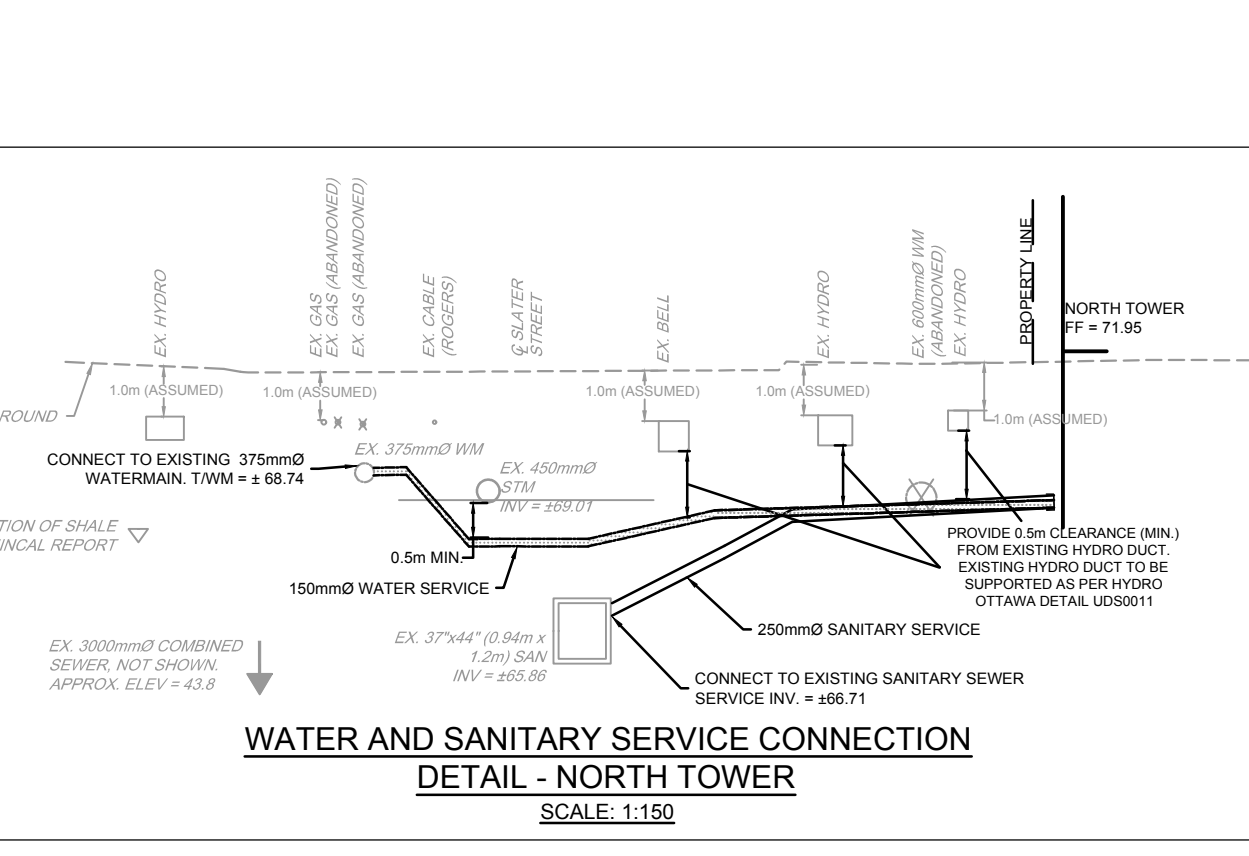 EX. HYDRO
EX. GAS
EX. GAS (ABANDONED)
EX. GAS (ABANDONED)
EX. CABLE
(ROGERS)
℄ SLATER
STREET
EX. BELL
EX. HYDRO
EX. 600mmØ WM
(ABANDONED)
EX. HYDRO
PROPERTY LINE
NORTH TOWER
FF = 71.95
1.0m (ASSUMED)
1.0m (ASSUMED)
1.0m (ASSUMED)
1.0m (ASSUMED)
1.0m (ASSUMED)
ROUND
EX. 375mmØ WM
CONNECT TO EXISTING 375mmØ
WATERMAIN. T/WM = ± 68.74
EX. 450mmØ
STM
INV = ±69.01
TION OF SHALE
INCAL REPORT
0.5m MIN.
150mmØ WATER SERVICE
PROVIDE 0.5m CLEARANCE (MIN.)
FROM EXISTING HYDRO DUCT.
EXISTING HYDRO DUCT TO BE
SUPPORTED AS PER HYDRO
OTTAWA DETAIL UDS0011
250mmØ SANITARY SERVICE
EX. 37"x44" (0.94m x
1.2m) SAN
INV = ±65.86
EX. 3000mmØ COMBINED
SEWER, NOT SHOWN.
APPROX. ELEV = 43.8
CONNECT TO EXISTING SANITARY SEWER
SERVICE INV. = ±66.71
WATER AND SANITARY SERVICE CONNECTION
DETAIL - NORTH TOWER
SCALE: 1:150